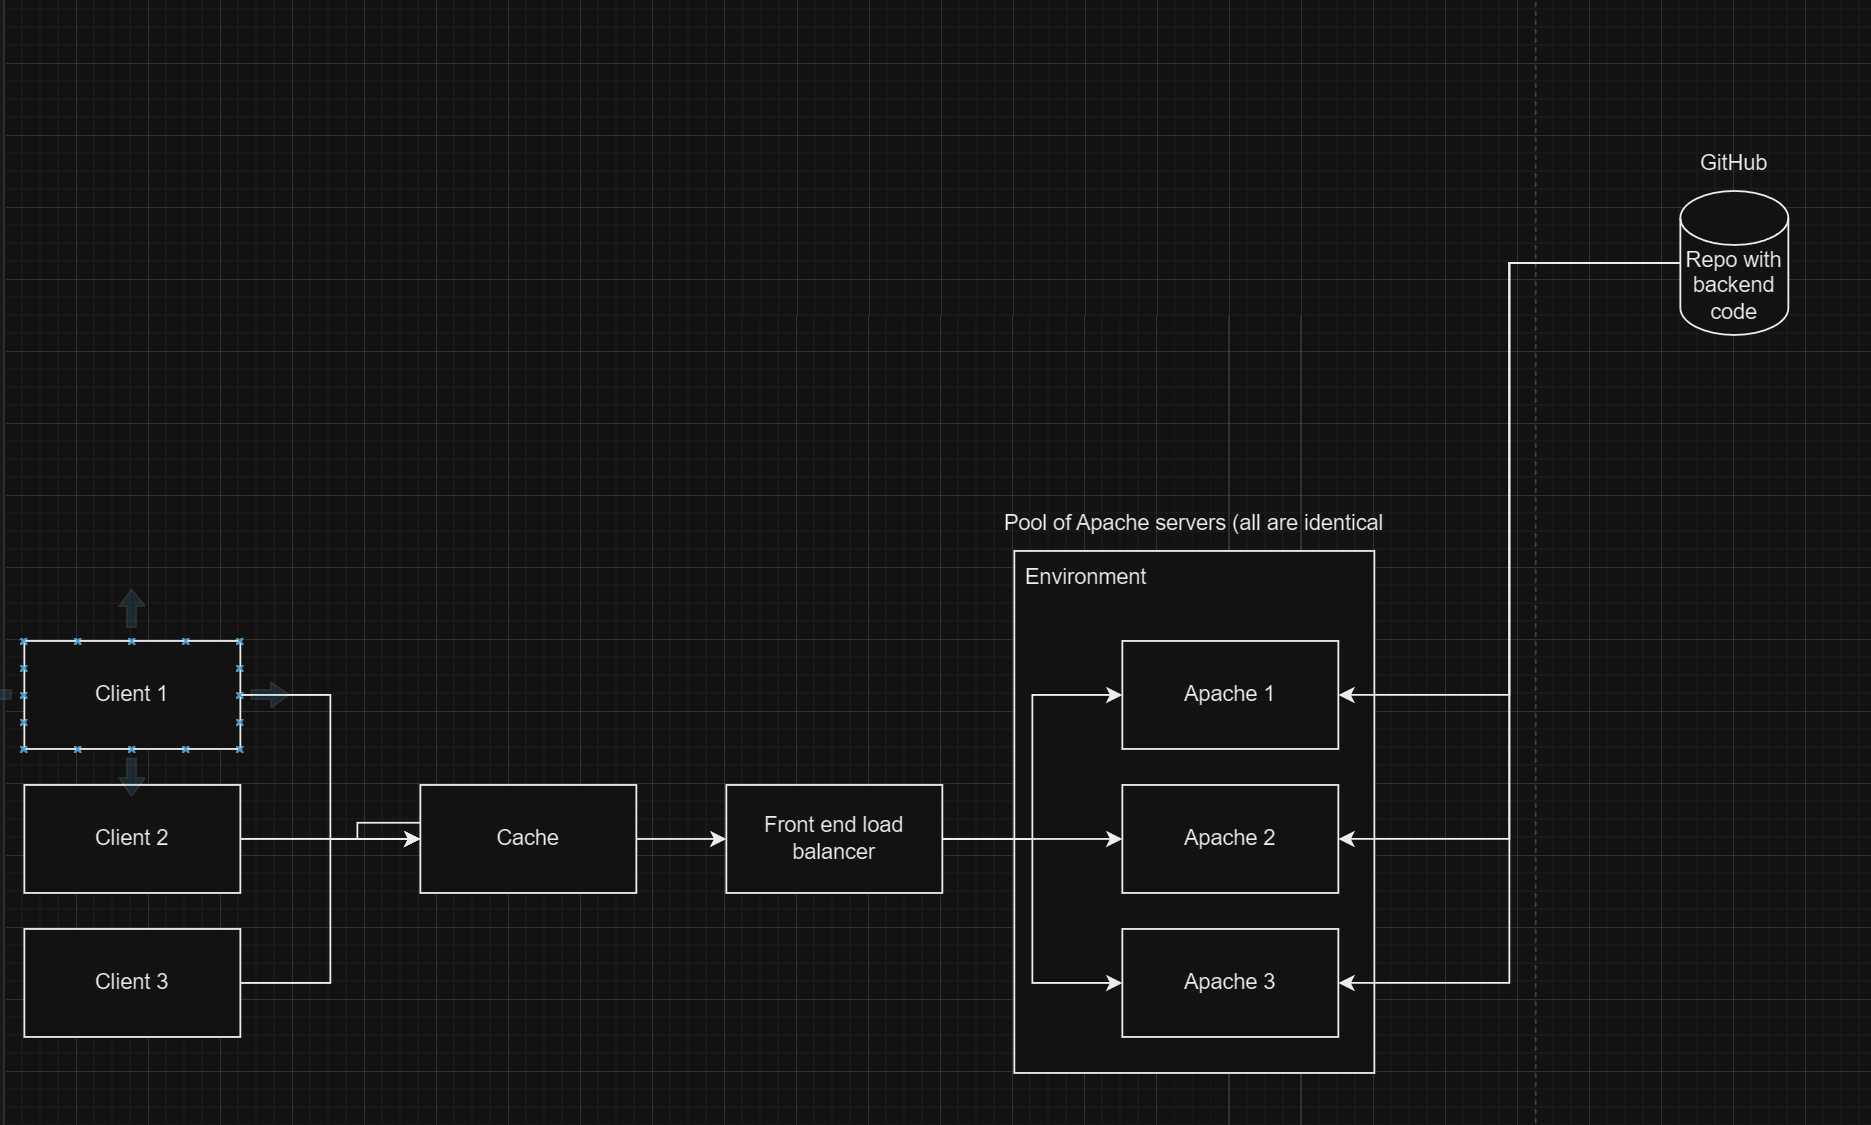 GitHub
Repo with
backend
code
Pool of Apache servers (all are identical
Environment
Client 1
Apache 1
Client 2
Cache
Front end load
balancer
Apache 2
Client 3
Apache 3